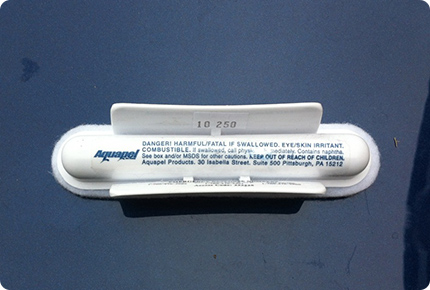 10 250
Aquapel
DANGER! HARMFUL/FATAL IF SWALLOWED. EYE/SKIN IRRITANT,
COMBUSTIBLE. If swallowed, call immediately. Contains naphtha.
See box and/or MSDS for other cautions. KEEP OUT OF REACH OF CHILDREN.
Aquapel Products. 30 Isabella Street. Suite 500 Pittsburgh, PA 15212